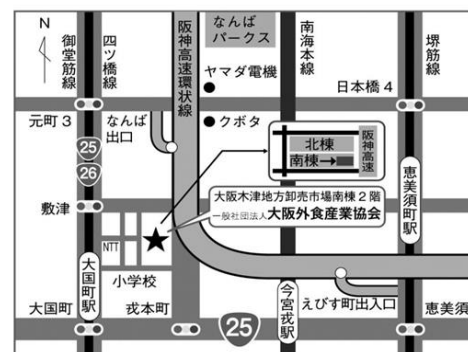 N
御堂筋線
四ツ橋線
阪神高速環状線
なんば
パークス
南海本線
堺筋線
ヤマダ電機
日本橋4
元町3
なんば
出口
クボタ
25
26
北棟
南棟→
阪神高速
恵美須町駅
敷津
大阪木津地方卸売市場南棟2階
一般社団法人大阪外食産業協会
NTT
大国町駅
小学校
今宮戎駅
えびす町出入口
大国町
戎本町
25
恵美須